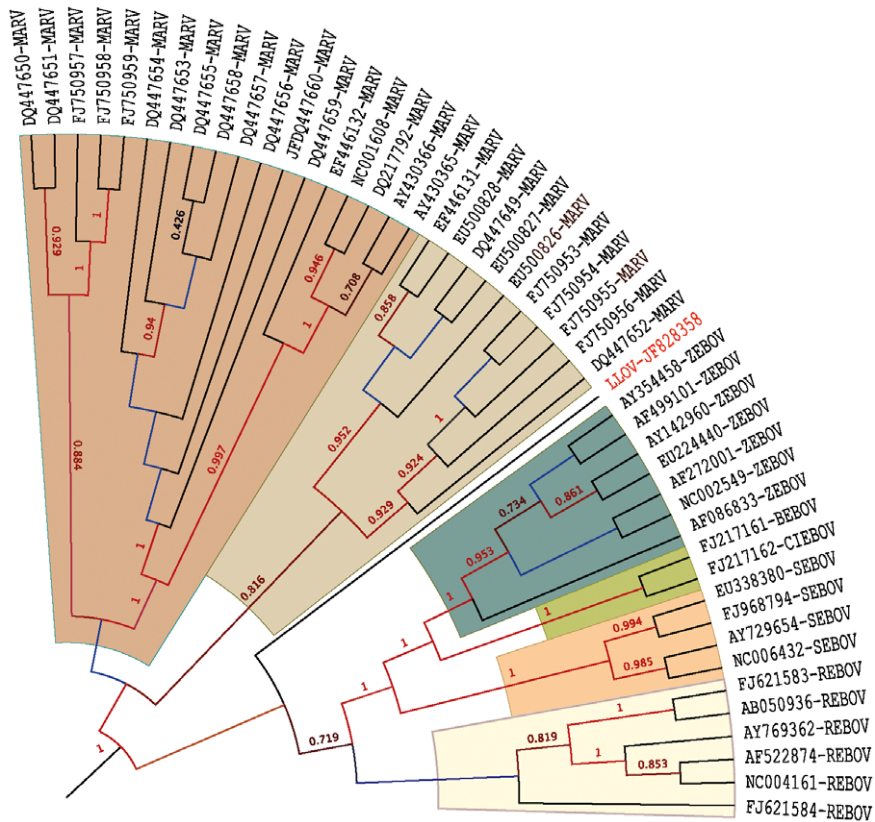 DQ447650-MARV
DQ447651-MARV
FJ750957-MARV
FJ750958-MARV
FJ750959-MARV
DQ447654-MARV
DQ447653-MARV
DQ447655-MARV
DQ447658-MARV
DQ447657-MARV
DQ447656-MARV
JFDQ447660-MARV
DQ447659-MARV
EF446132-MARV
NC001608-MARV
DQ217792-MARV
AY430366-MARV
AY430365-MARV
EF446131-MARV
EU500828-MARV
DQ447649-MARV
EU500827-MARV
EU500826-MARV
FJ750953-MARV
FJ750954-MARV
FJ750955-MARV
FJ750956-MARV
DQ447652-MARV
LLOV-JF828358
AY354458-ZEBOV
AF499101-ZEBOV
AY142960-ZEBOV
EU224440-ZEBOV
AF272001-ZEBOV
NC002549-ZEBOV
AF086833-ZEBOV
FJ217161-BEBOV
FJ217162-CIEBOV
EU338380-SEBOV
FJ968794-SEBOV
AY729654-SEBOV
NC006432-SEBOV
FJ621583-REBOV
AB050936-REBOV
AY769362-REBOV
AF522874-REBOV
NC004161-REBOV
FJ621584-REBOV
0.929
1
1
0.426
0.94
0.884
0.946
0.708
1
0.997
1
1
0.858
0.952
1
0.924
0.929
0.816
0.734
0.861
0.953
1
1
1
0.994
0.985
1
1
1
0.819
1
0.853
0.719
1